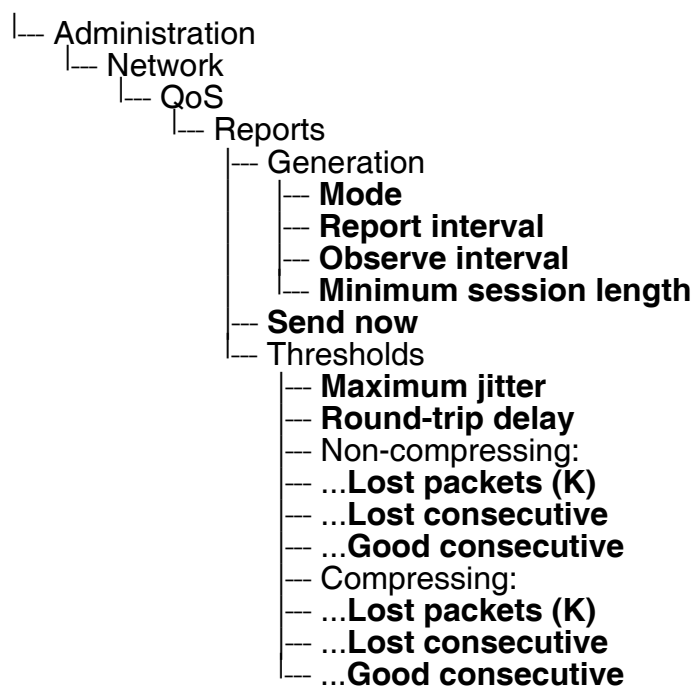 |--- Administration
|--- Network
|--- QoS
|--- Reports
|--- Generation
|--- Mode
|--- Report interval
|--- Observe interval
|--- Minimum session length
|--- Send now
|--- Thresholds
|--- Maximum jitter
|--- Round-trip delay
|--- Non-compressing:
|--- ...Lost packets (K)
|--- ...Lost consecutive
|--- ...Good consecutive
|--- Compressing:
|--- ...Lost packets (K)
|--- ...Lost consecutive
|--- ...Good consecutive